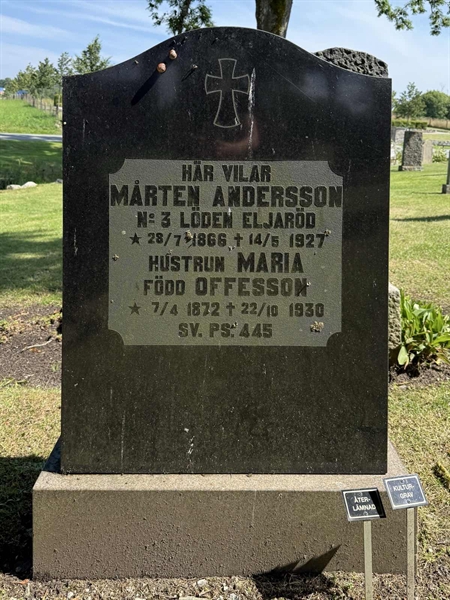 HÄR VILAR
MÅRTEN ANDERSSON
No 3 LÖDEN ELJARÖD
★ 28/7 1866 ✝ 14/5 1927
HUSTRUN MARIA
FÖDD OFFESSON
★ 7/4 1872 ✝ 22/10 1930
SV. PS. 445
ÅTER-
LÄMNAD
KULTUR-
GRAV